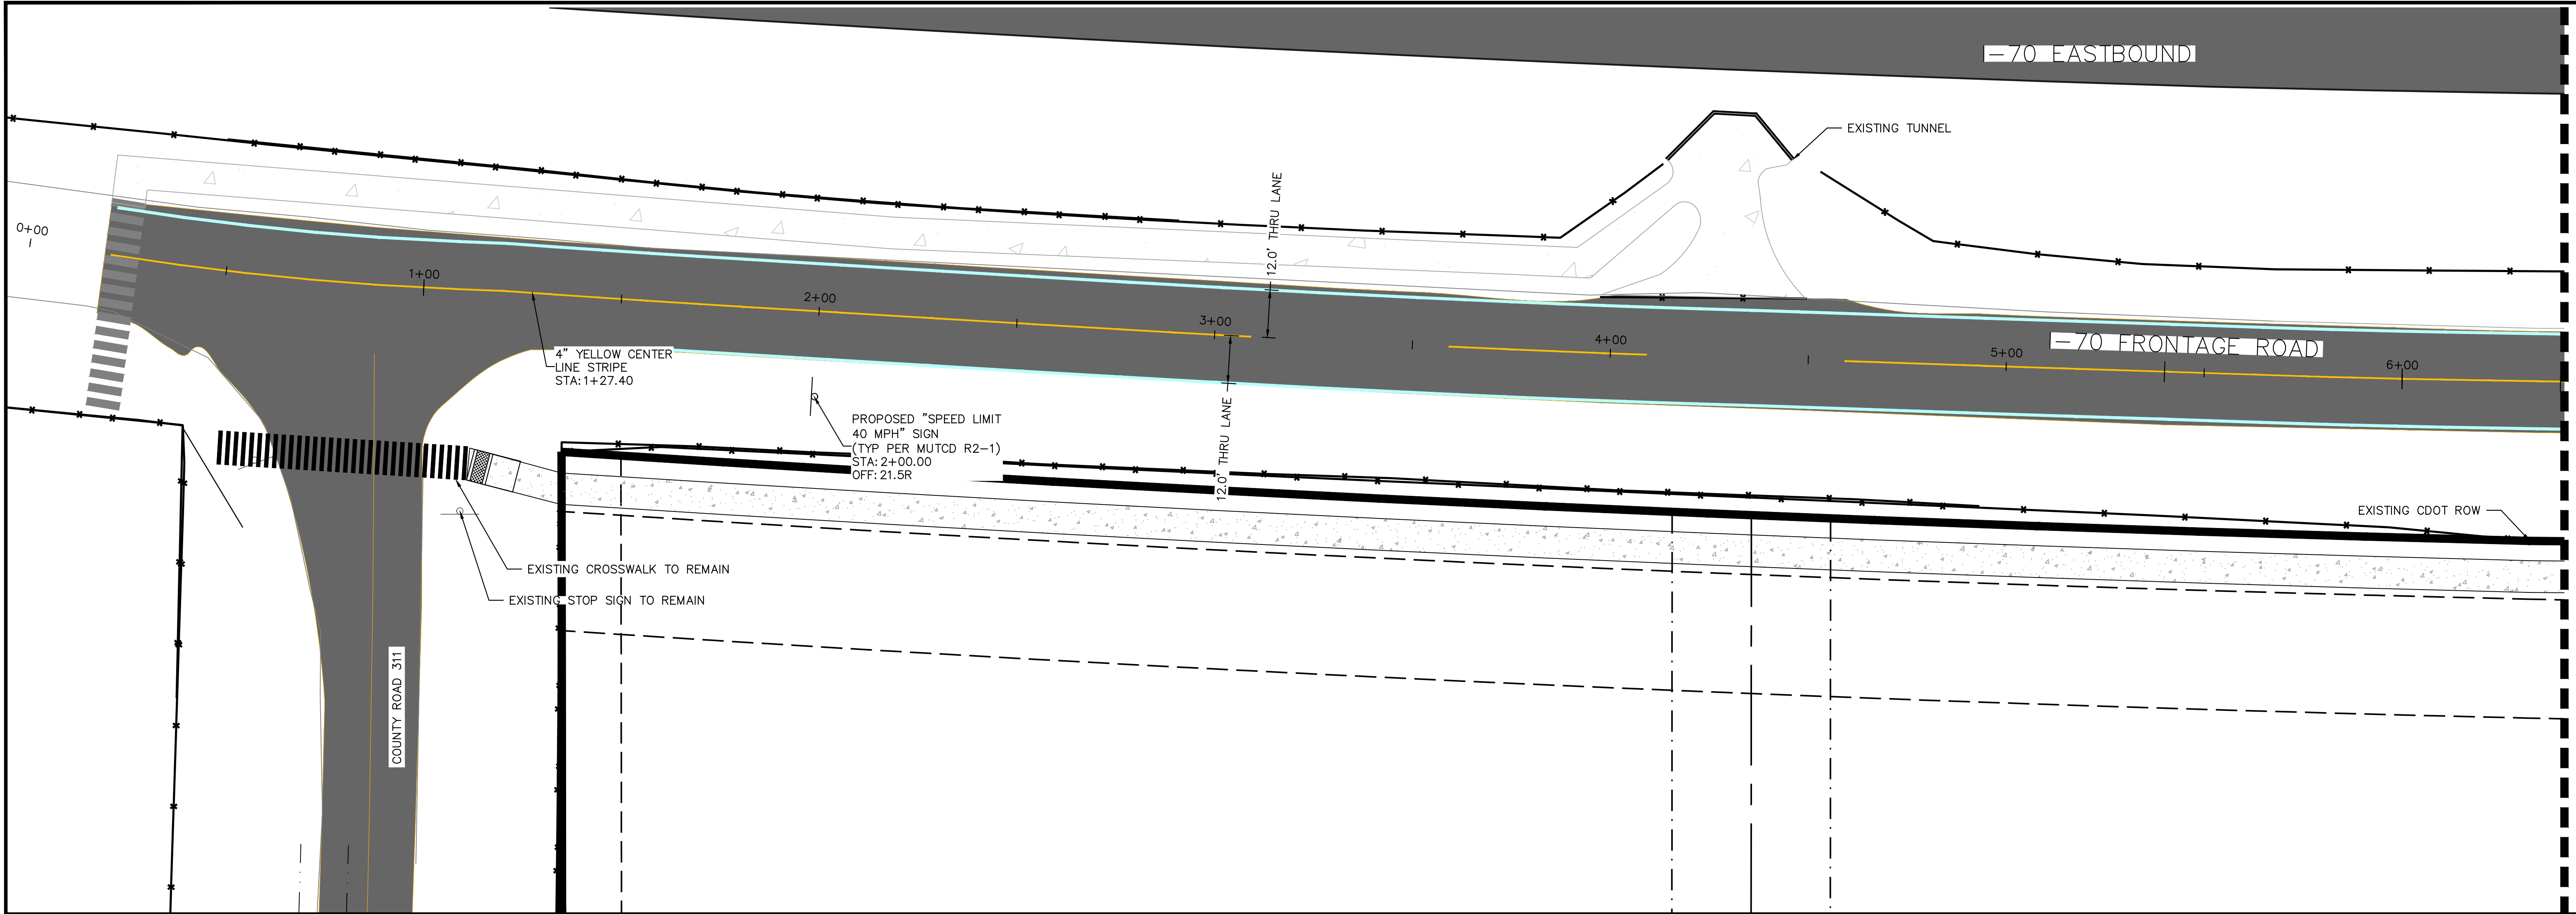 I-70 EASTBOUND
EXISTING TUNNEL
12.0' THRU LANE
0+00
1+00
2+00
3+00
4+00
5+00
6+00
I-70 FRONTAGE ROAD
4" YELLOW CENTER
LINE STRIPE
STA:1+27.40
PROPOSED "SPEED LIMIT
40 MPH" SIGN
(TYP PER MUTCD R2-1)
STA:2+00.00
OFF:21.5R
12.0' THRU LANE
EXISTING CDOT ROW
EXISTING CROSSWALK TO REMAIN
EXISTING STOP SIGN TO REMAIN
COUNTY ROAD 311